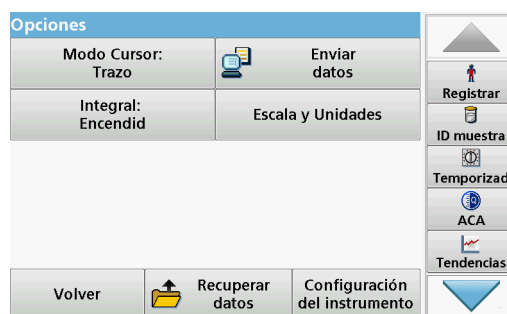 Opciones
Modo Cursor:
Trazo
Enviar
datos
Integral:
Encendid
Escala y Unidades
Volver
Recuperar
datos
Configuración
del instrumento
Registrar
ID muestra
Temporizad
ACA
Tendencias